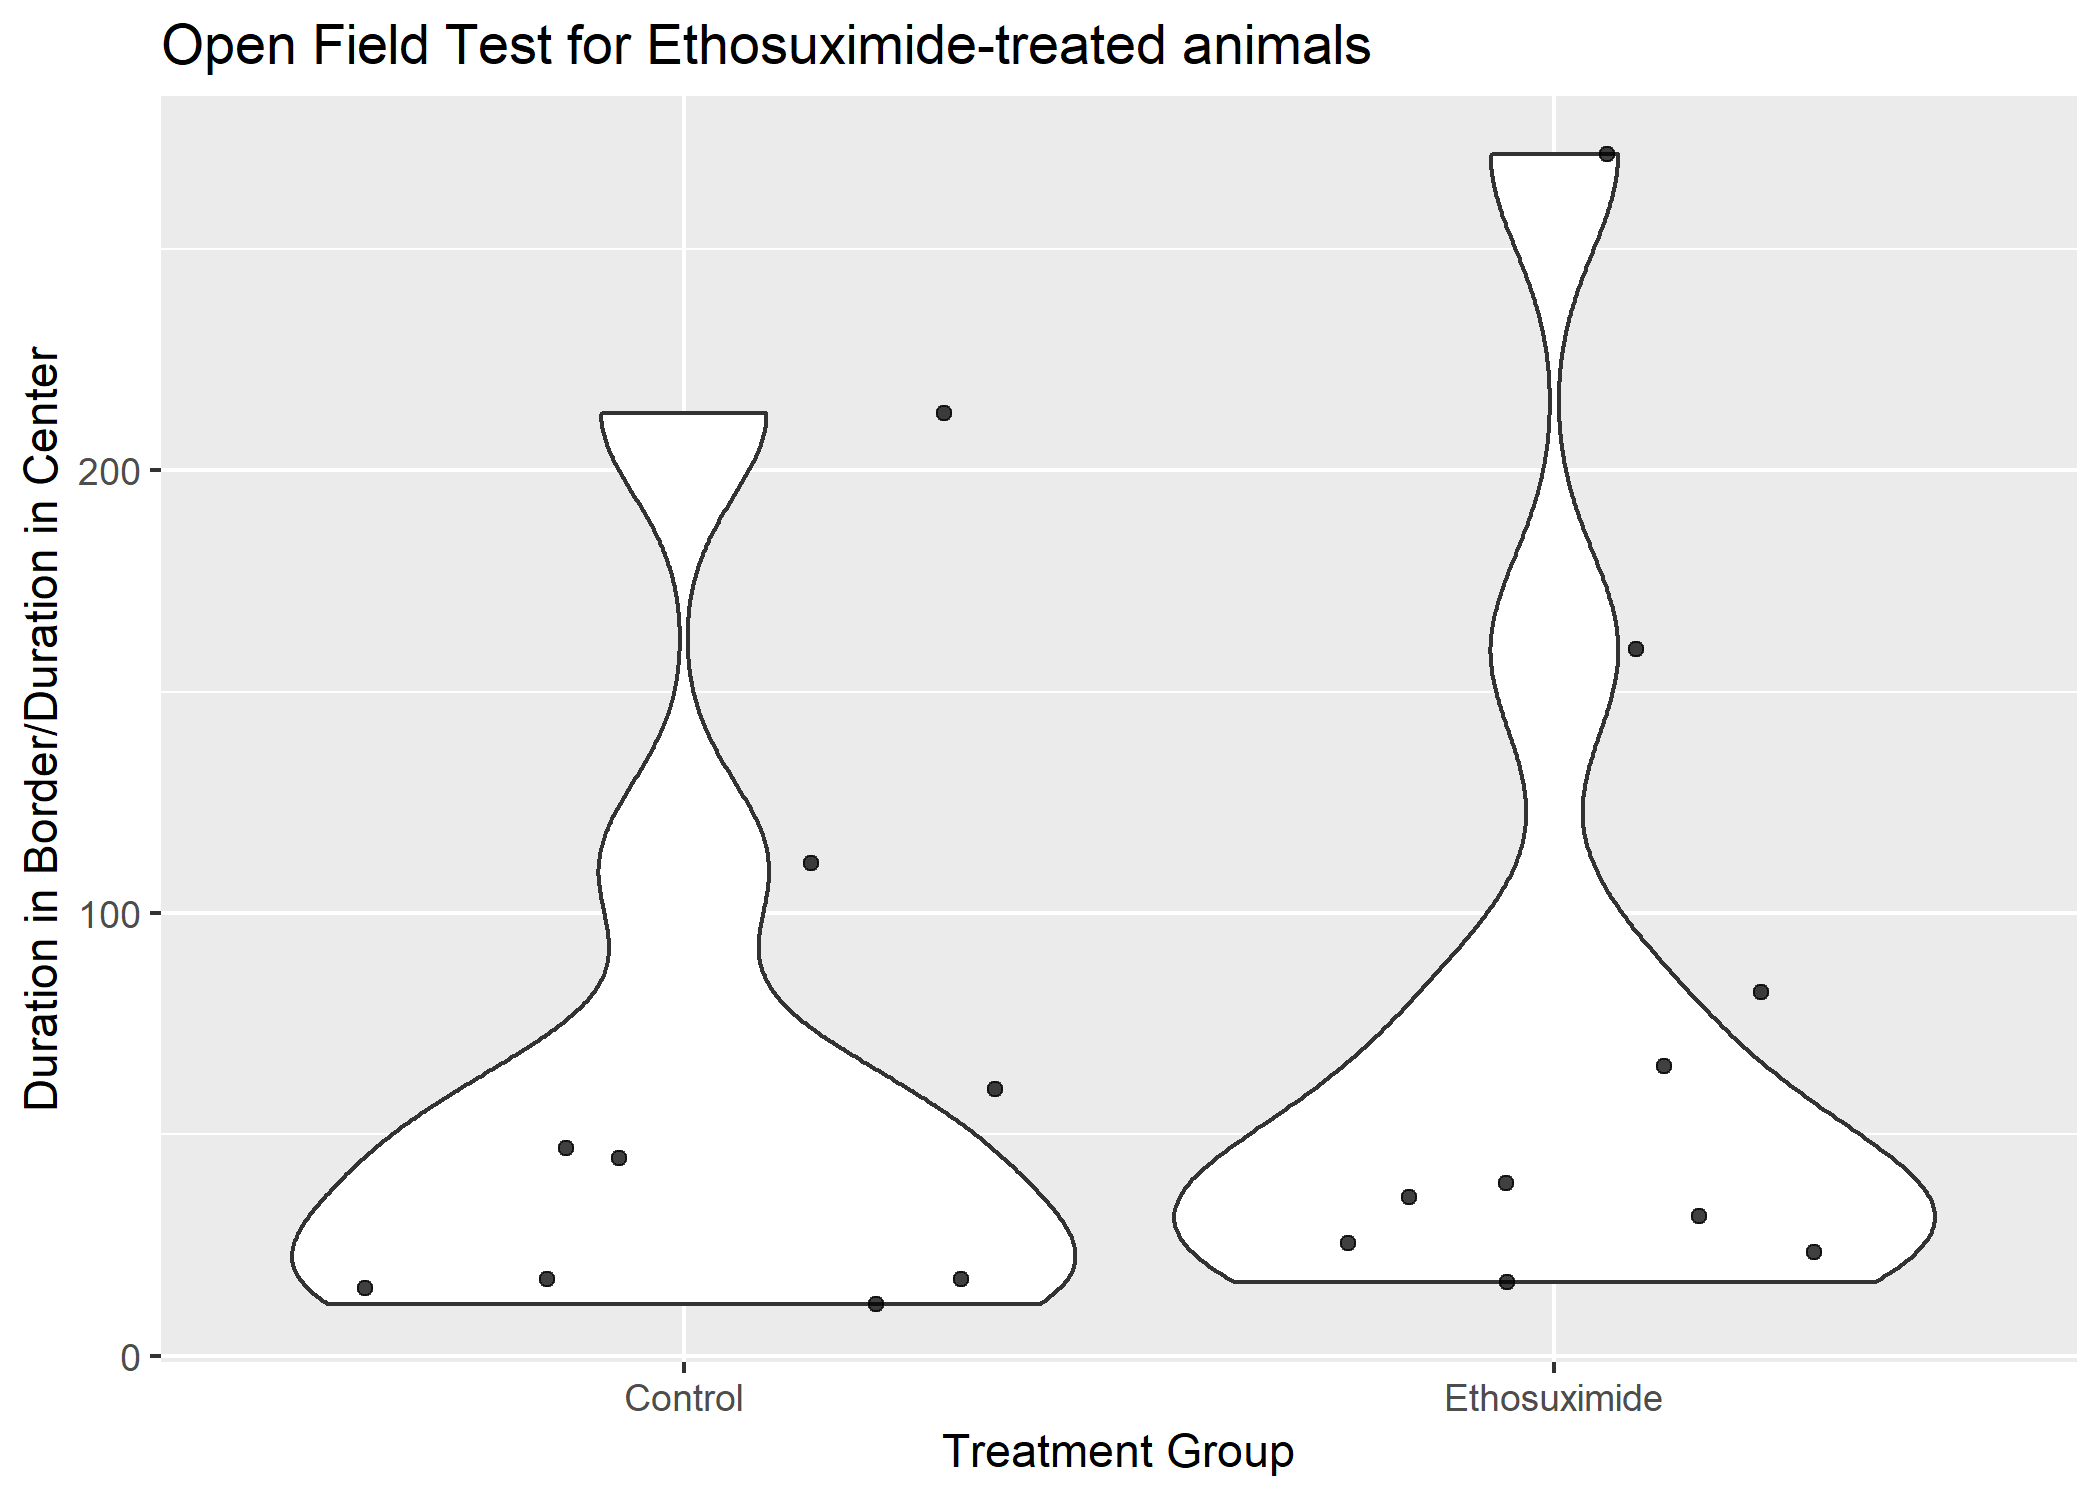 Open Field Test for Ethosuximide-treated animals
Duration in Border/Duration in Center
200
100
0
Control
Ethosuximide
Treatment Group